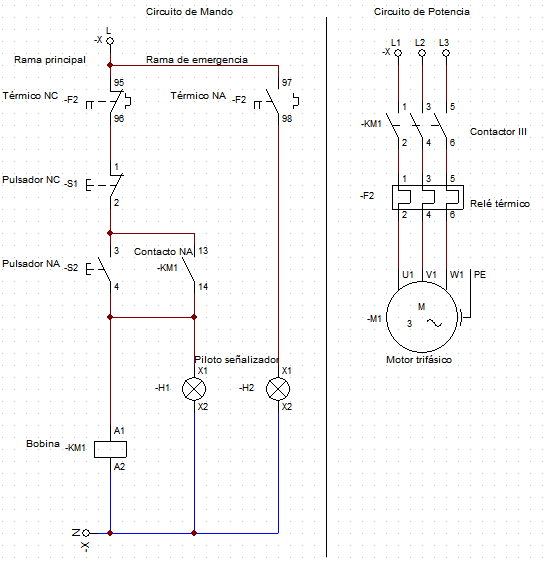 Circuito de Mando
Circuito de Potencia
L
-X
L1 L2 L3
-X
Rama principal
Rama de emergencia
95
97
Térmico NC -F2
Térmico NA -F2
96
98
1 3 5
-KM1
Contactor III
2 4 6
1
Pulsador NC -S1
2
1 3 5
-F2
Relé térmico
2 4 6
3
Contacto NA 13
Pulsador NA -S2
-KM1
4
14
U1 V1 W1 PE
M
-M1
3
Motor trifásico
Piloto señalizador
X1
X1
-H1
-H2
X2
X2
A1
Bobina -KM1
A2
N
-X